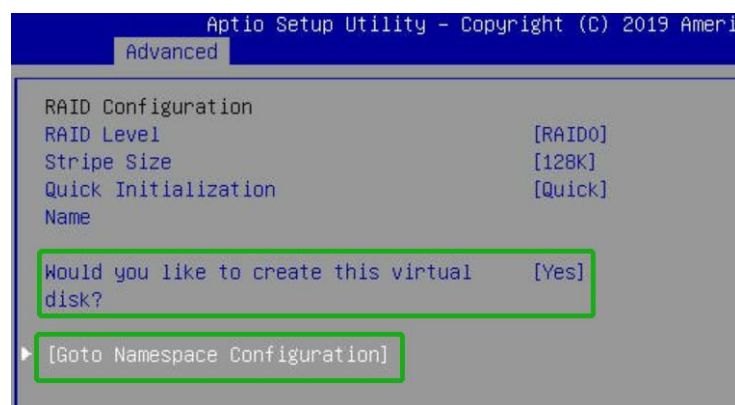 Aptio Setup Utility – Copyright (C) 2019 Ameri
Advanced
RAID Configuration
RAID Level [RAID0]
Stripe Size [128K]
Quick Initialization [Quick]
Name
Would you like to create this virtual [Yes]
disk?
[Goto Namespace Configuration]